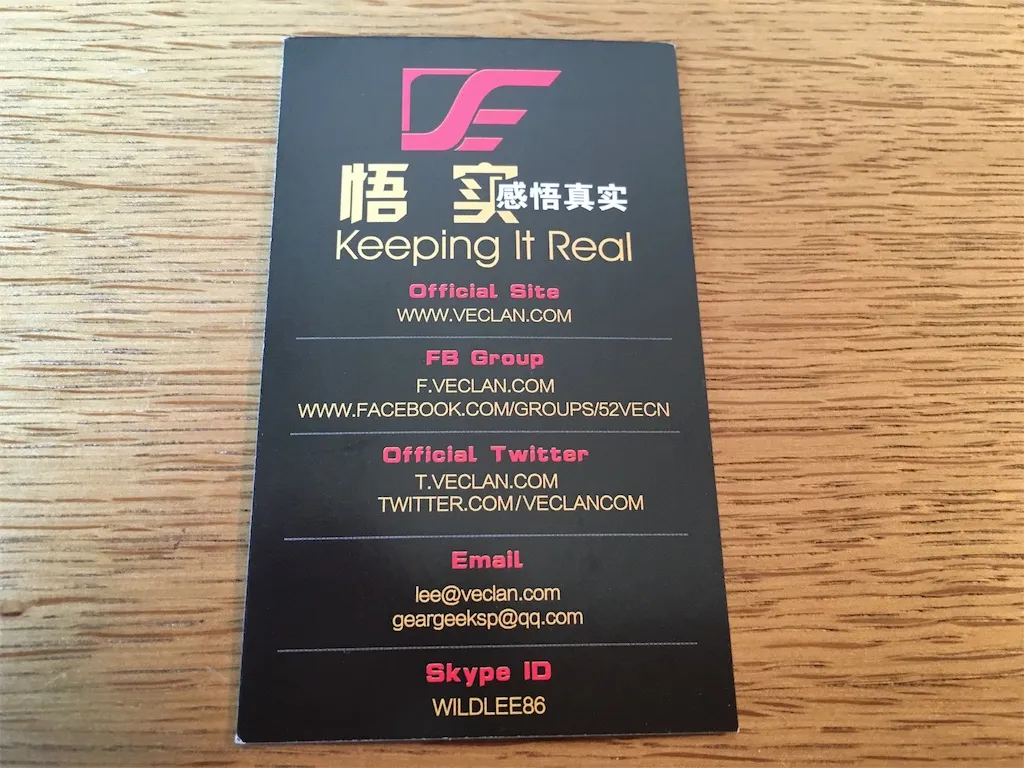 悟 实 感悟真实
Keeping It Real
Official Site
WWW.VECLAN.COM
FB Group
F.VECLAN.COM
WWW.FACEBOOK.COM/GROUPS/52VECN
Official Twitter
T.VECLAN.COM
TWITTER.COM/VECLANCOM
Email
lee@veclan.com
geargeeksp@qq.com
Skype ID
WILDLEE86